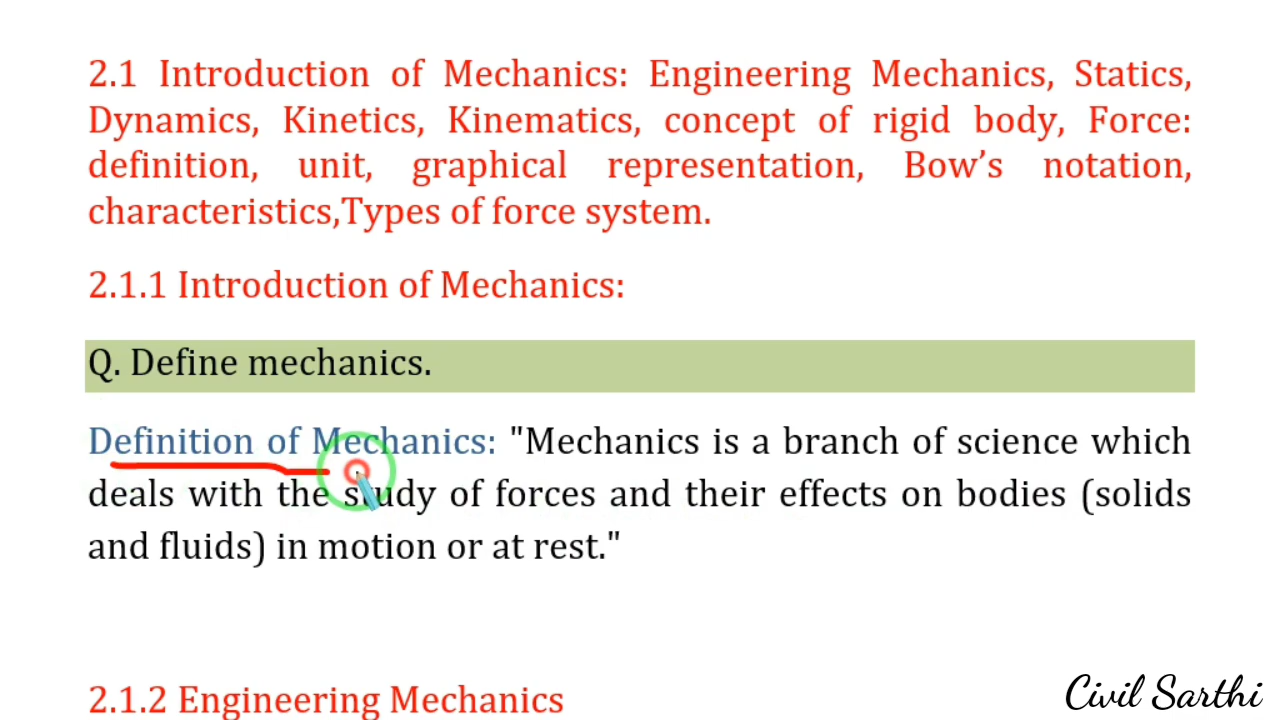 2.1 Introduction of Mechanics: Engineering Mechanics, Statics,
Dynamics, Kinetics, Kinematics, concept of rigid body, Force:
definition, unit, graphical representation, Bow’s notation,
characteristics,Types of force system.
2.1.1 Introduction of Mechanics:
Q. Define mechanics.
Definition of Mechanics: "Mechanics is a branch of science which
deals with the study of forces and their effects on bodies (solids
and fluids) in motion or at rest."
2.1.2 Engineering Mechanics
Civil Sarthi